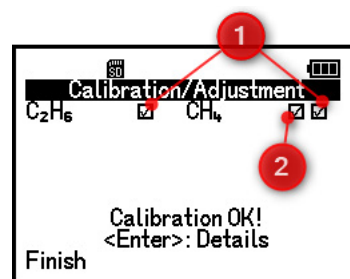 1
SD
Calibration/Adjustment
C₂H₆ ☑ CH₄ ☑ ☑
2
Calibration OK!
<Enter>: Details
Finish